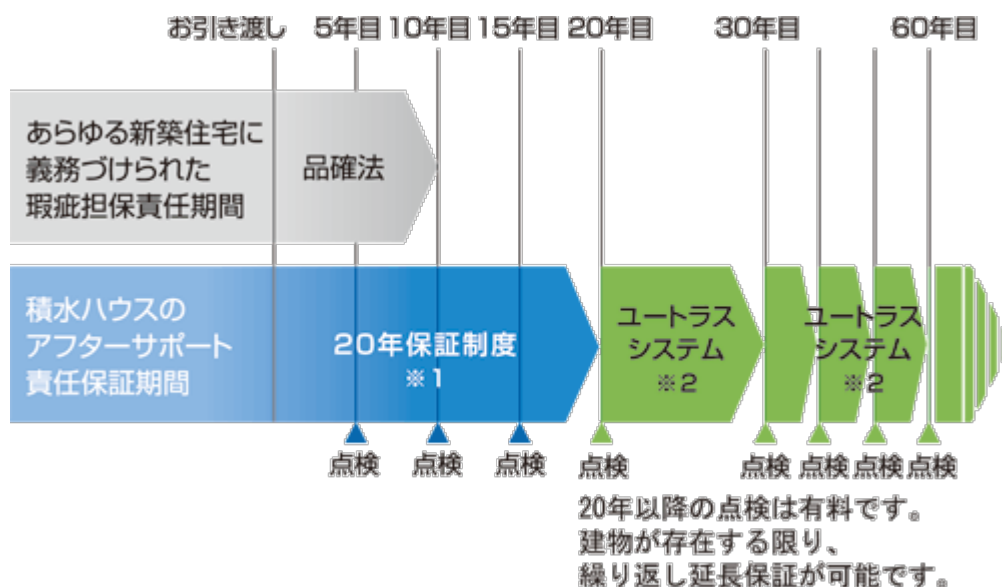 お引き渡し 5年目 10年目 15年目 20年目 30年目 60年目
あらゆる新築住宅に
義務づけられた
瑕疵担保責任期間
品確法
積水ハウスの
アフターサポート
責任保証期間
20年保証制度
※1
ユートラス
システム
※2
ユートラス
システム
※2
点検 点検 点検 点検 点検 点検 点検 点検
20年以降の点検は有料です。
建物が存在する限り、
繰り返し延長保証が可能です。